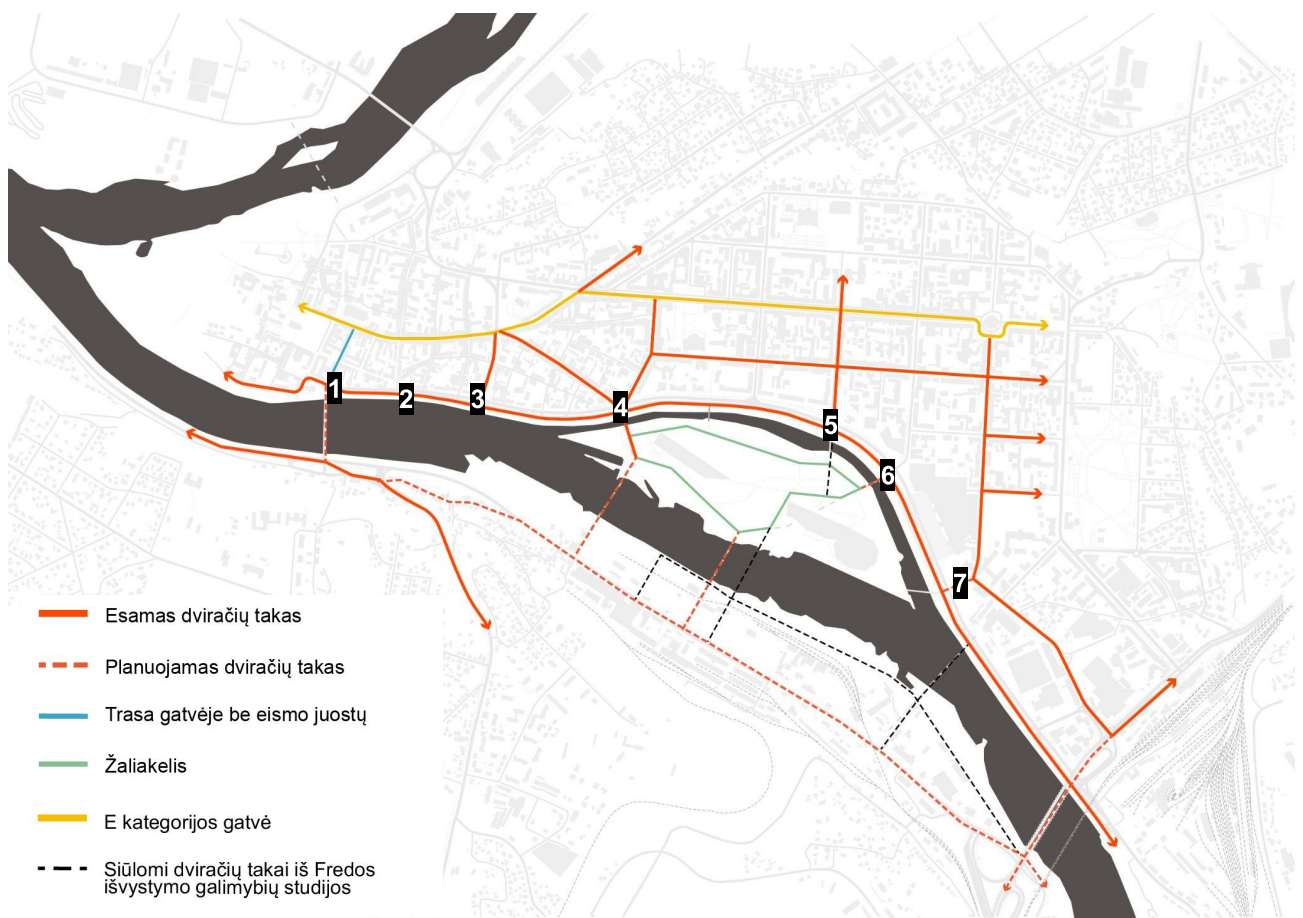 1
2
3
4
5
6
7
Esamas dviračių takas
Planuojamas dviračių takas
Trasa gatvėje be eismo juostų
Žaliakelis
E kategorijos gatvė
Siūlomi dviračių takai iš Fredos
išvystymo galimybių studijos